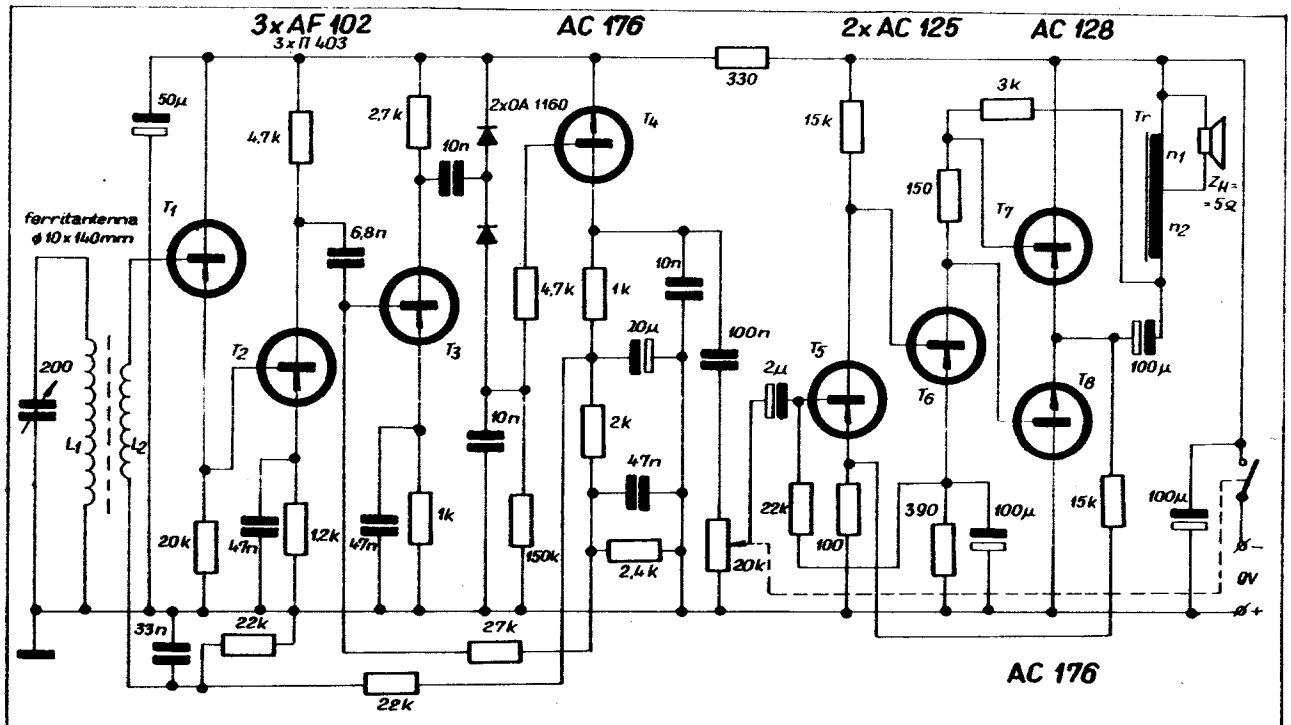 3x AF 102
3x П 403
AC 176
2x AC 125
AC 128
330
50μ
4,7k
2,7k
10n
2xOA 1160
T4
15k
3k
Tr
n1
n2
ZH=
=5Ω
150
T7
ferritantenna
ø 10x140mm
T1
6,8n
T3
4,7k
1k
10n
20μ
100n
2μ
T5
T6
T8
100μ
200
L1
L2
T2
10n
2k
47n
22k
100
390
100μ
15k
100μ
20k
47n
1,2k
47n
1k
150k
2,4k
20k
ø-
9V
ø+
33n
22k
27k
22k
AC 176